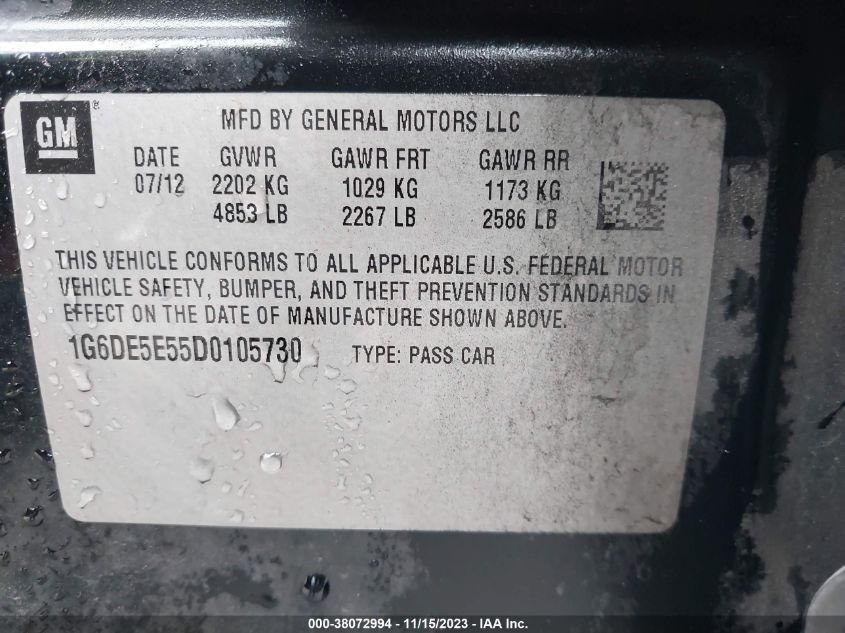 GM®
MFD BY GENERAL MOTORS LLC
DATE GVWR GAWR FRT GAWR RR
07/12 2202 KG 1029 KG 1173 KG
4853 LB 2267 LB 2586 LB
THIS VEHICLE CONFORMS TO ALL APPLICABLE U.S. FEDERAL MOTOR
VEHICLE SAFETY, BUMPER, AND THEFT PREVENTION STANDARDS IN
EFFECT ON THE DATE OF MANUFACTURE SHOWN ABOVE.
1G6DE5E55D0105730 TYPE: PASS CAR
000-38072994 - 11/15/2023 - IAA Inc.